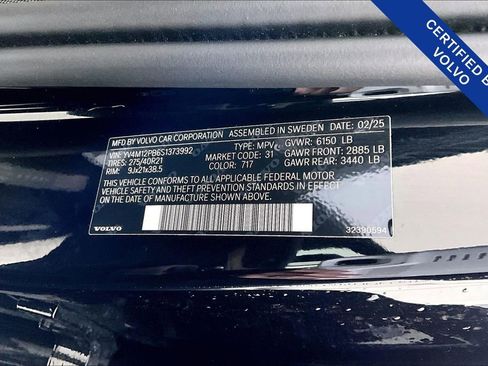 CERTIFIED BY
VOLVO
MFD BY VOLVO CAR CORPORATION. ASSEMBLED IN SWEDEN DATE: 02/25
VIN: YV4M12PB6S1373992 TYPE: MPV GVWR: 6150 LB
TIRES: 275/40R21 MARKET CODE: 31 GAWR FRONT: 2885 LB
RIM: 9Jx21x38.5 COLOR: 717 GAWR REAR: 3440 LB
THIS VEHICLE CONFORMS TO ALL APPLICABLE FEDERAL MOTOR
VEHICLE SAFETY AND THEFT PREVENTION STANDARDS IN EFFECT
ON THE DATE OF MANUFACTURE SHOWN ABOVE.
VOLVO 32390594